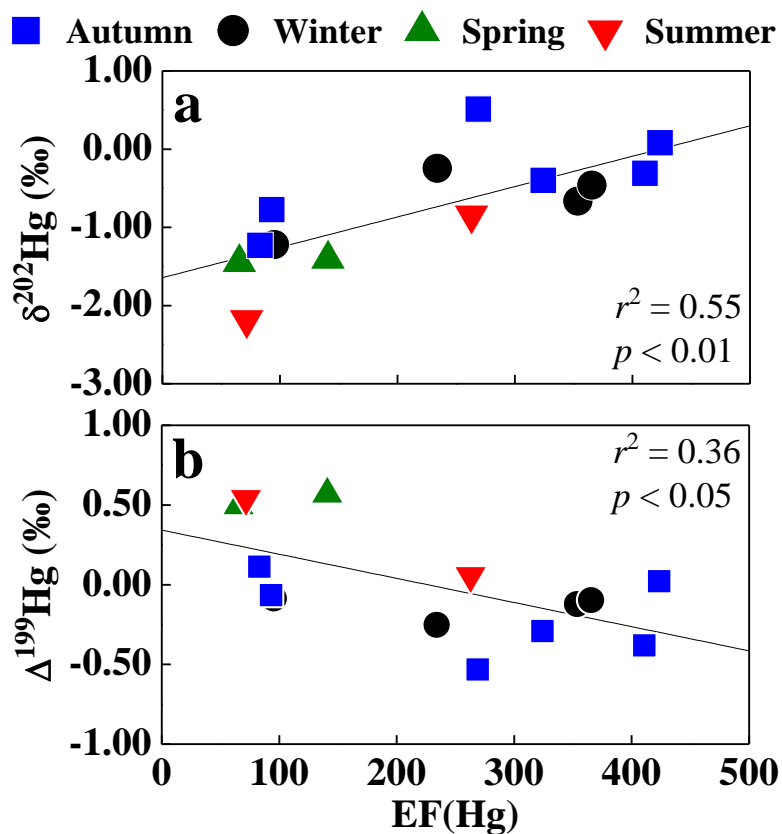 Autumn Winter Spring Summer
a
1.00
0.00
-1.00
-2.00
-3.00
δ²⁰²Hg (‰)
r² = 0.55
p < 0.01
b
1.00
0.50
0.00
-0.50
-1.00
Δ¹⁹⁹Hg (‰)
r² = 0.36
p < 0.05
0 100 200 300 400 500
EF(Hg)